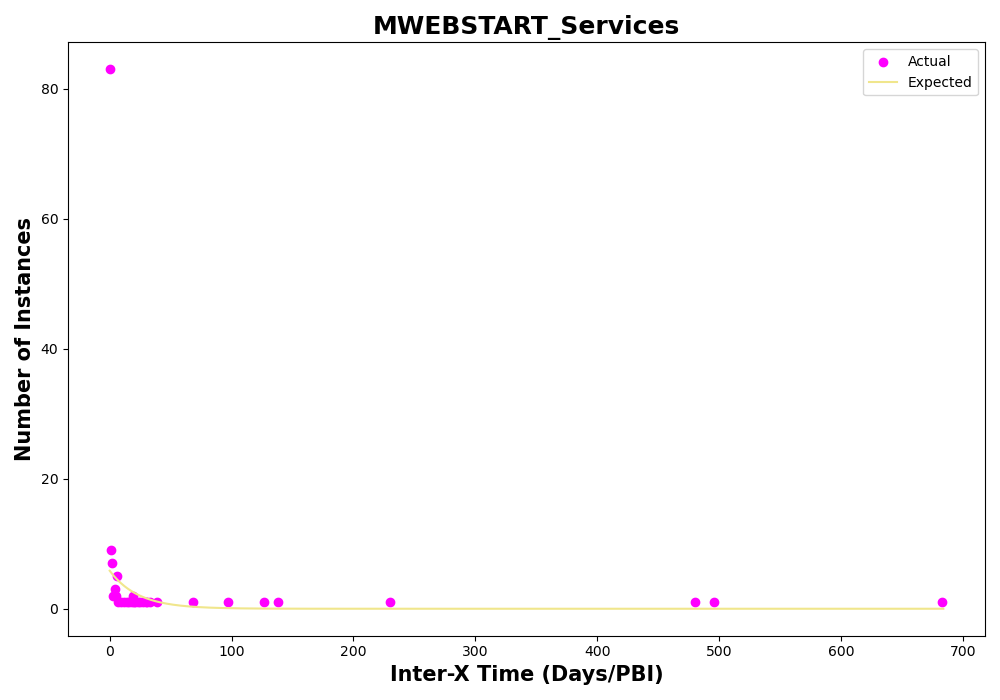 MWEBSTART_Services
Actual
Expected
Number of Instances
80
60
40
20
0
0 100 200 300 400 500 600 700
Inter-X Time (Days/PBI)